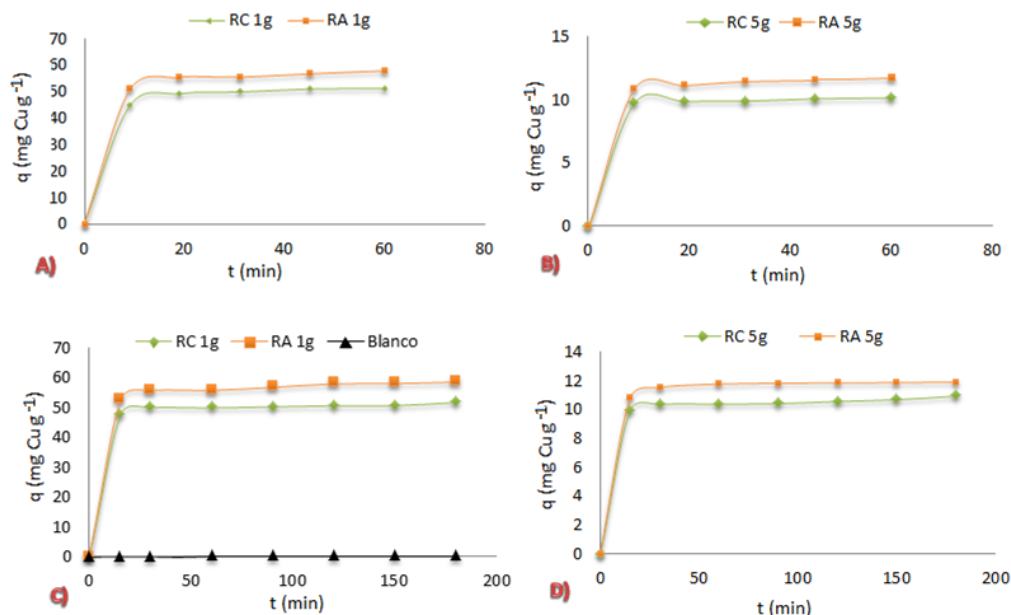 RC 1g RA 1g
70
60
50
40
30
20
10
0
q (mg Cu g-1)
0 20 40 60 80
t (min)
A)
RC 5g RA 5g
15
10
5
0
q (mg Cu g-1)
0 20 40 60 80
t (min)
B)
RC 1g RA 1g Blanco
70
60
50
40
30
20
10
0
q (mg Cu g-1)
0 50 100 150 200
t (min)
C)
RC 5g RA 5g
14
12
10
8
6
4
2
0
q (mg Cu g-1)
0 50 100 150 200
t (min)
D)